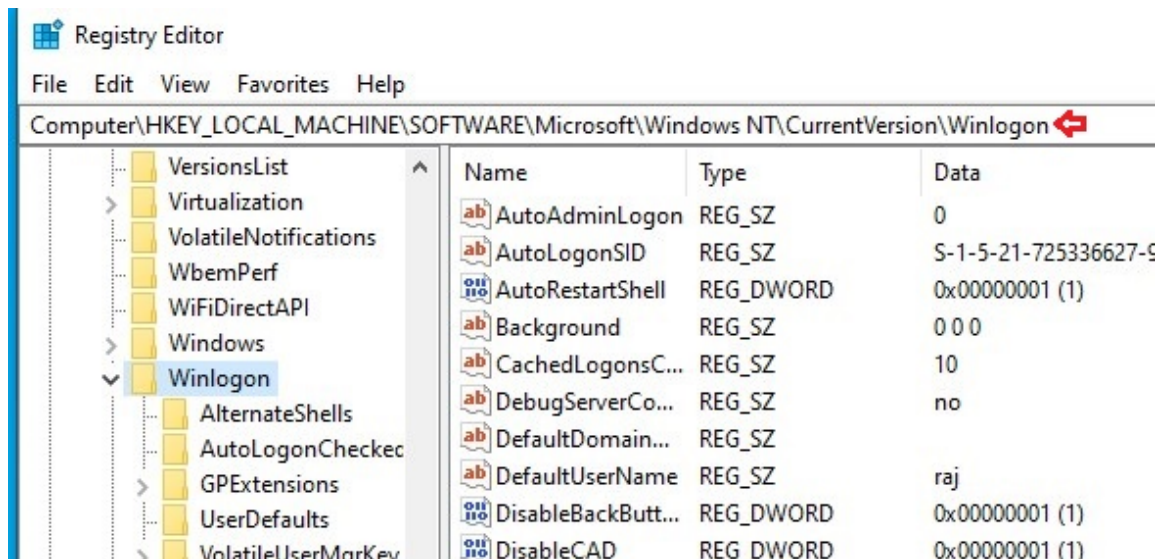 Registry Editor
File Edit View Favorites Help
Computer\HKEY_LOCAL_MACHINE\SOFTWARE\Microsoft\Windows NT\CurrentVersion\Winlogon
VersionsList
Virtualization
VolatileNotifications
WbemPerf
WiFiDirectAPI
Windows
Winlogon
AlternateShells
AutoLogonChecked
GPExtensions
UserDefaults
VolatileUserMgrKey
Name Type Data
AutoAdminLogon REG_SZ 0
AutoLogonSID REG_SZ S-1-5-21-725336627-9
AutoRestartShell REG_DWORD 0x00000001 (1)
Background REG_SZ 0 0 0
CachedLogonsC... REG_SZ 10
DebugServerCo... REG_SZ no
DefaultDomain... REG_SZ
DefaultUserName REG_SZ raj
DisableBackButt... REG_DWORD 0x00000001 (1)
DisableCAD REG_DWORD 0x00000001 (1)